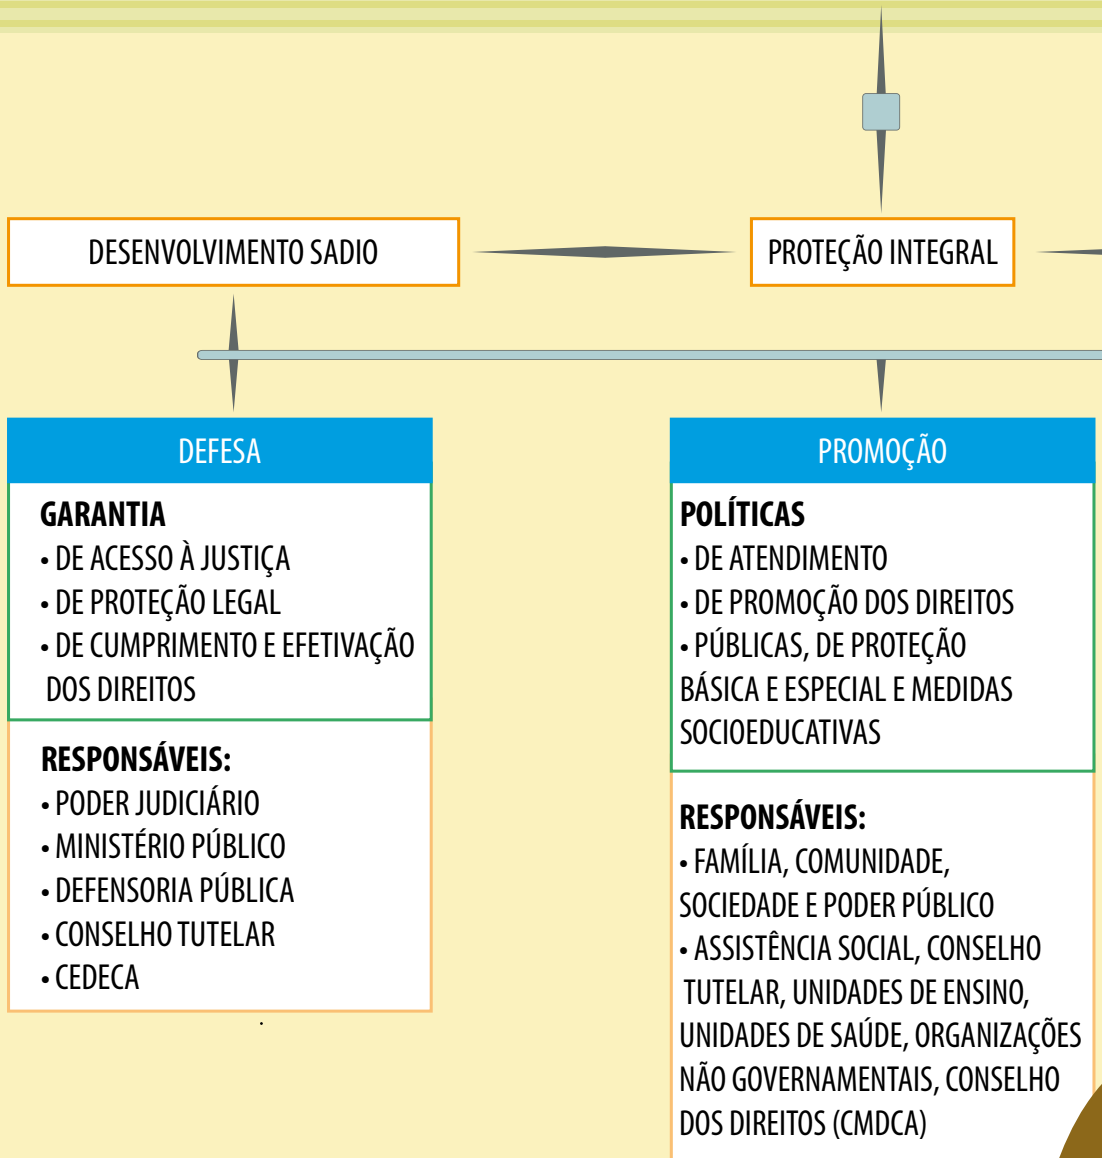 DESENVOLVIMENTO SADIO
PROTEÇÃO INTEGRAL
DEFESA
GARANTIA
• DE ACESSO À JUSTIÇA
• DE PROTEÇÃO LEGAL
• DE CUMPRIMENTO E EFETIVAÇÃO
DOS DIREITOS
RESPONSÁVEIS:
• PODER JUDICIÁRIO
• MINISTÉRIO PÚBLICO
• DEFENSORIA PÚBLICA
• CONSELHO TUTELAR
• CEDECA
.
PROMOÇÃO
POLÍTICAS
• DE ATENDIMENTO
• DE PROMOÇÃO DOS DIREITOS
• PÚBLICAS, DE PROTEÇÃO
BÁSICA E ESPECIAL E MEDIDAS
SOCIOEDUCATIVAS
RESPONSÁVEIS:
• FAMÍLIA, COMUNIDADE,
SOCIEDADE E PODER PÚBLICO
• ASSISTÊNCIA SOCIAL, CONSELHO
TUTELAR, UNIDADES DE ENSINO,
UNIDADES DE SAÚDE, ORGANIZAÇÕES
NÃO GOVERNAMENTAIS, CONSELHO
DOS DIREITOS (CMDCA)